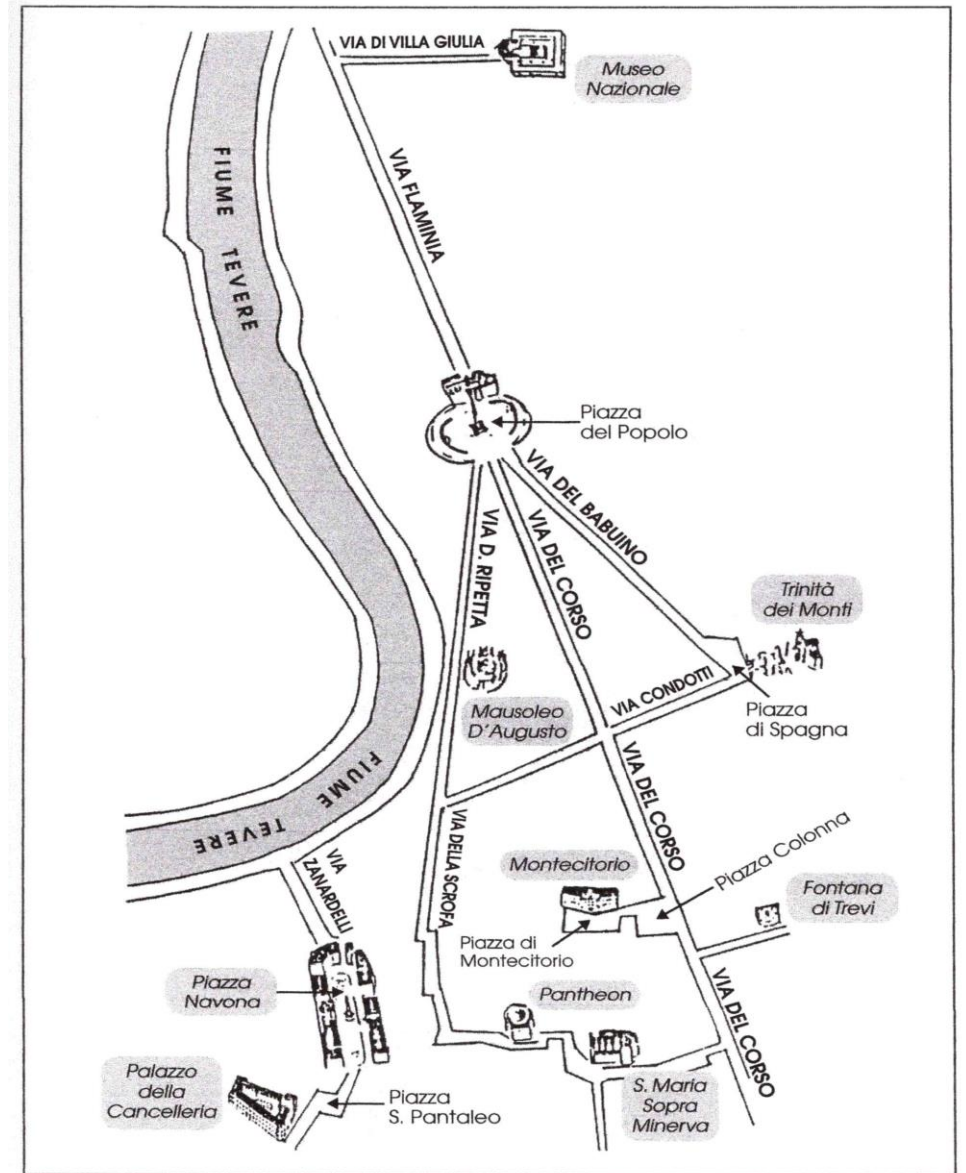 VIA DI VILLA GIULIA
Museo
Nazionale
FIUME TEVERE
VIA FLAMINIA
Piazza
del Popolo
VIA DEL BABUINO
VIA D. RIPETTA
VIA DEL CORSO
Trinità
dei Monti
VIA CONDOTTI
Piazza
di Spagna
Mausoleo
D'Augusto
FIUME
TEVERE
VIA DEL CORSO
VIA
ZANARDELLI
VIA DELLA SCROFA
Montecitorio
Piazza Colonna
Fontana
di Trevi
Piazza di
Montecitorio
Piazza
Navona
Pantheon
VIA DEL CORSO
Palazzo
della
Cancelleria
Piazza
S. Pantaleo
S. Maria
Sopra
Minerva